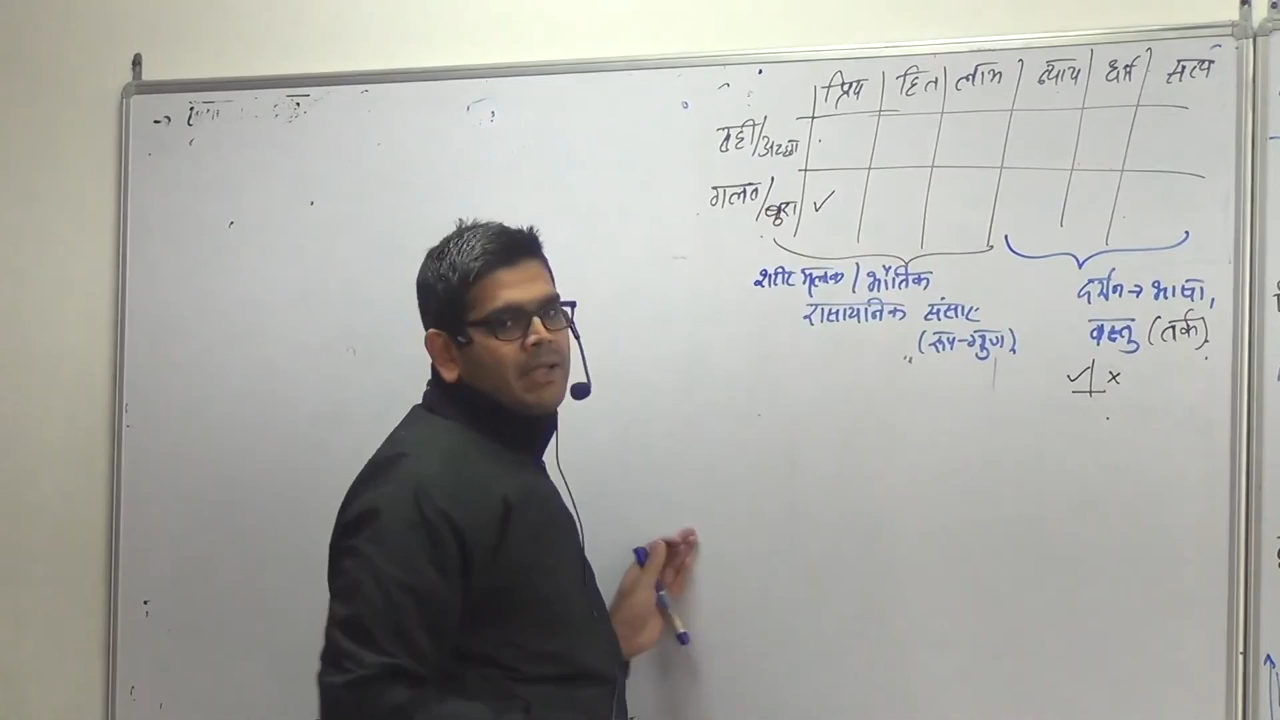 प्रिय हित लाभ न्याय धर्म सत्य
सही/अच्छा
गलत/बुरा ✓
शरीर मूलक / भौतिक
रासायनिक संसार
(रूप-गुण)
दर्शन → भाषा,
वस्तु (तर्क)
✓ ×